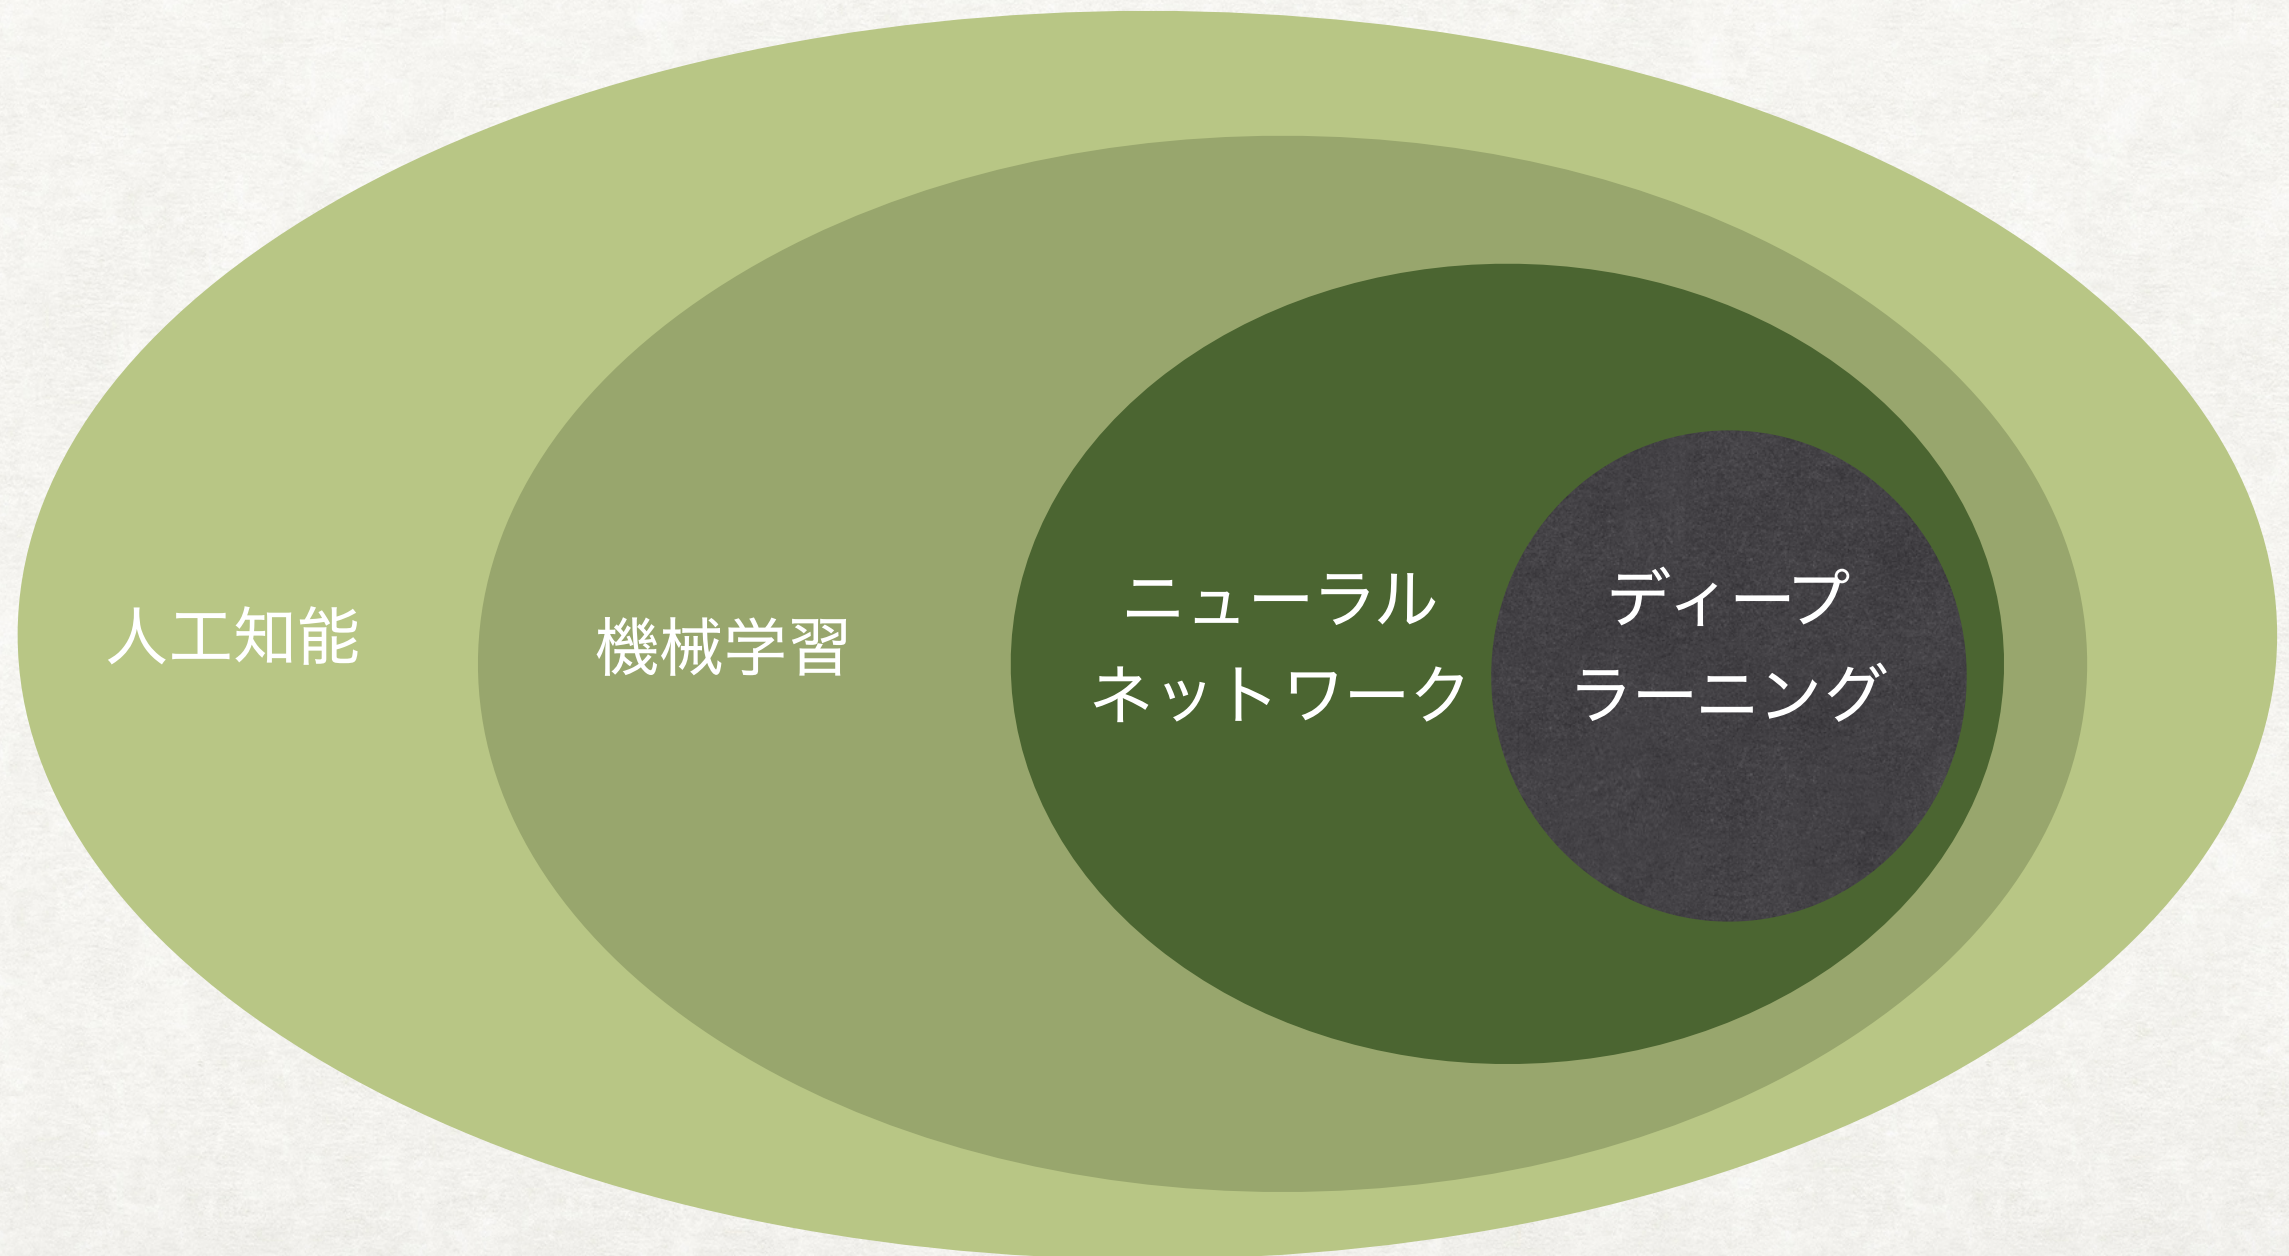 人工知能
機械学習
ニューラル
ネットワーク
ディープ
ラーニング